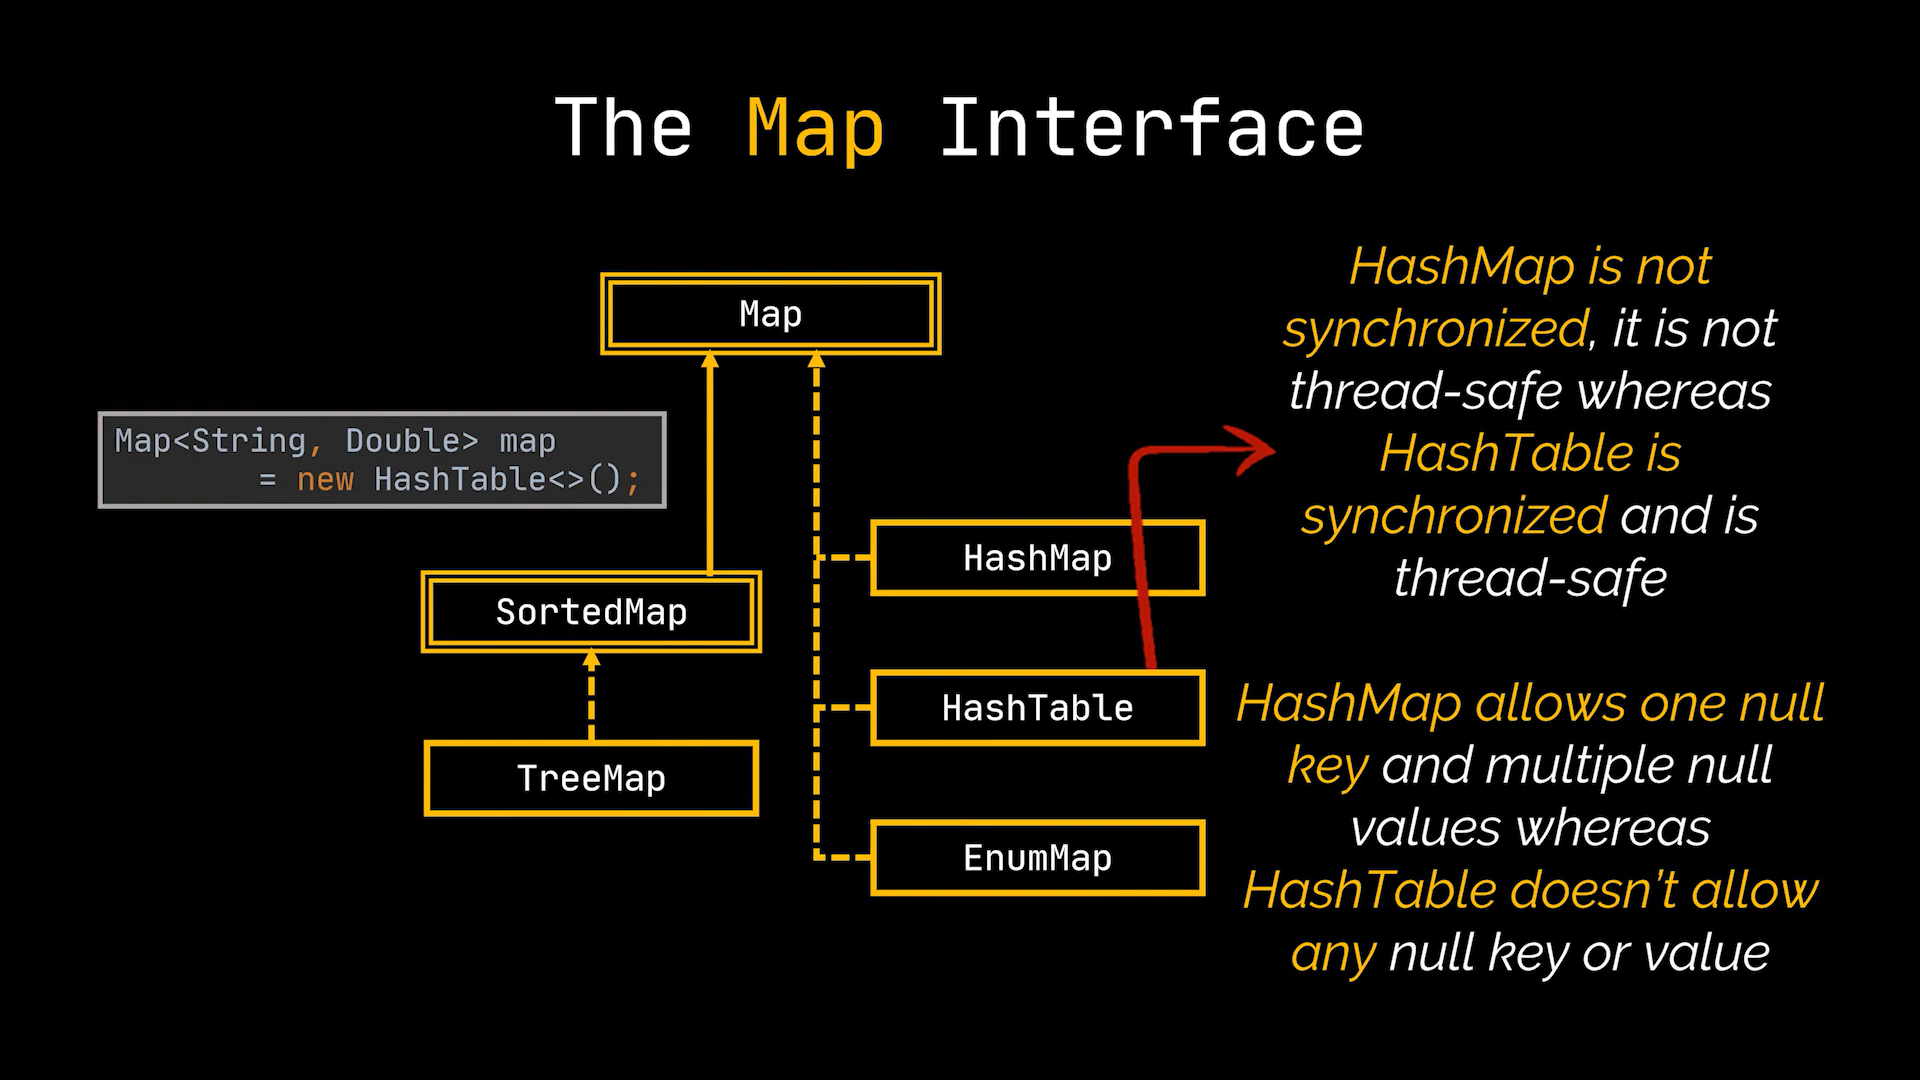 The Map Interface
Map
Map<String, Double> map
= new HashTable<>();
SortedMap
TreeMap
HashMap
HashTable
EnumMap
HashMap is not
synchronized, it is not
thread-safe whereas
HashTable is
synchronized and is
thread-safe
HashMap allows one null
key and multiple null
values whereas
HashTable doesn’t allow
any null key or value